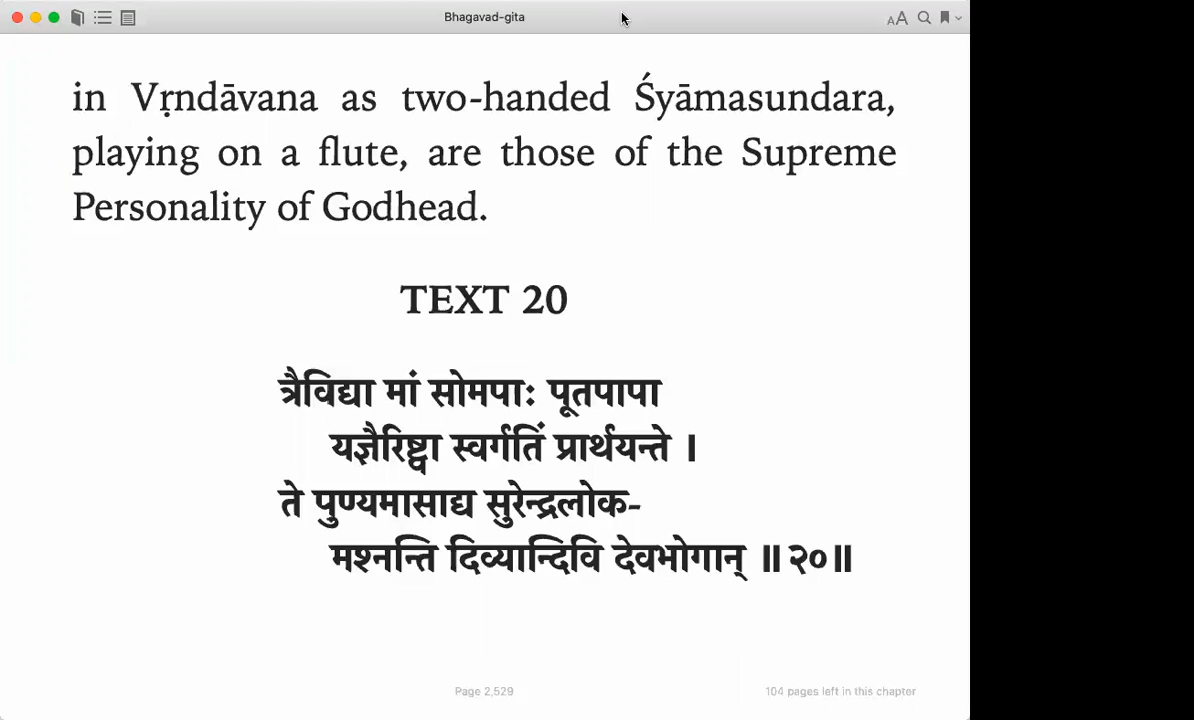 Bhagavad-gita
AA
in Vṛndāvana as two-handed Śyāmasundara,
playing on a flute, are those of the Supreme
Personality of Godhead.
TEXT 20
त्रैविद्या मां सोमपाः पूतपापा
यज्ञैरिष्ट्वा स्वर्गतिं प्रार्थयन्ते ।
ते पुण्यमासाद्य सुरेन्द्रलोक-
मश्नन्ति दिव्यान्दिवि देवभोगान् ॥ २० ॥
Page 2,529
104 pages left in this chapter